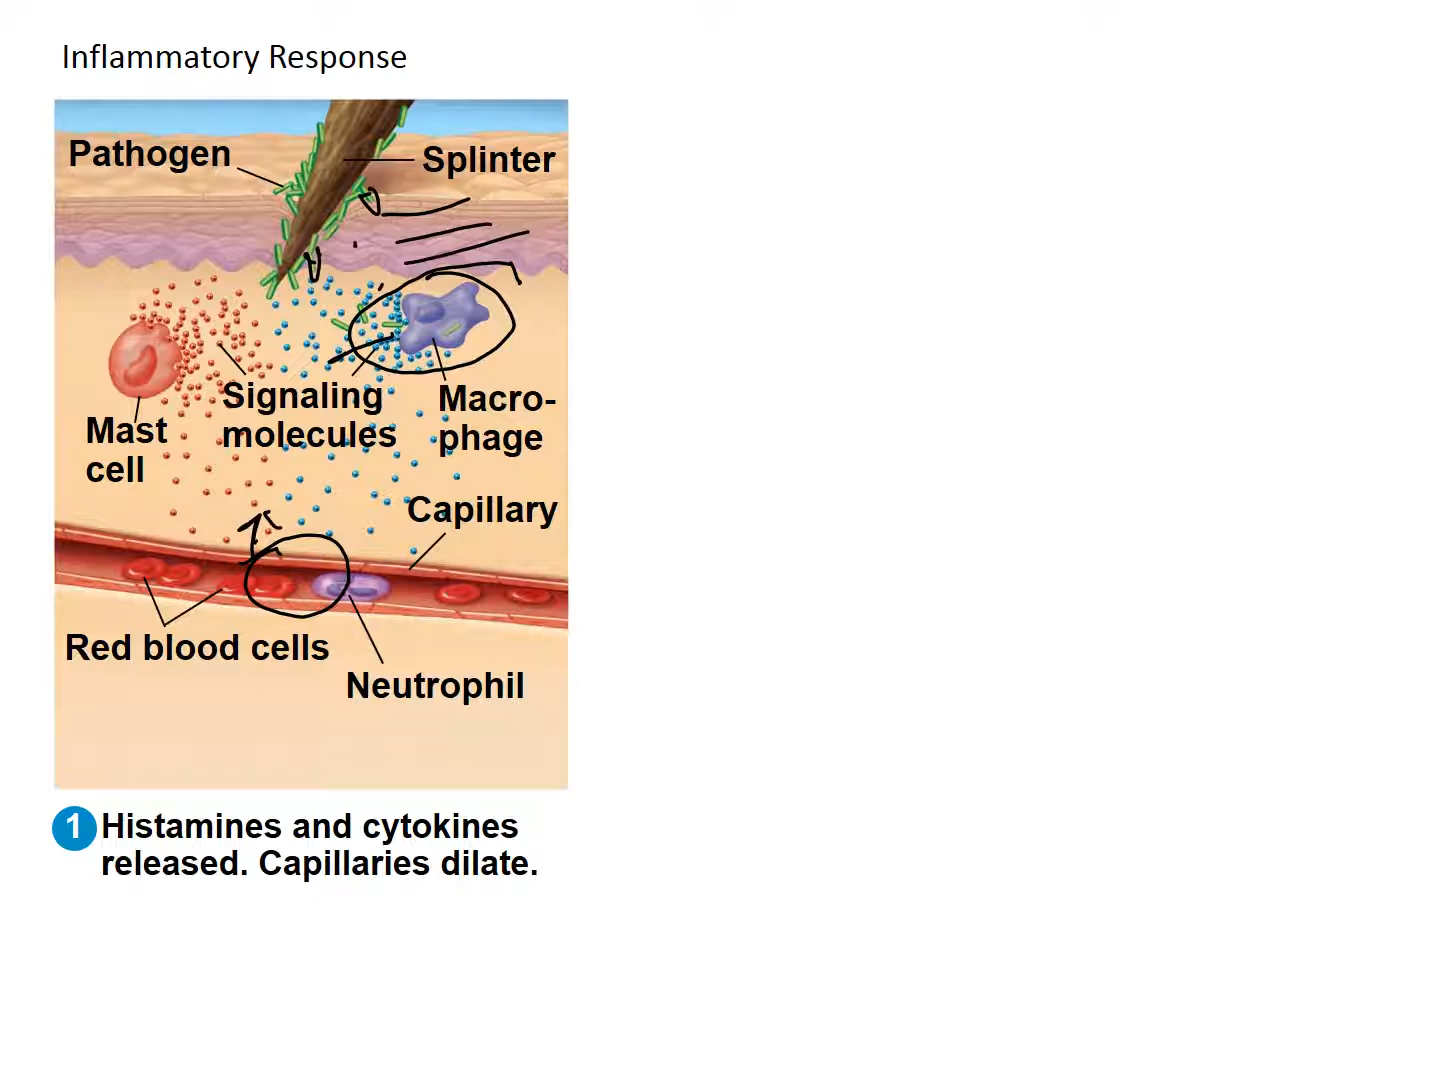 Inflammatory Response
Pathogen
Splinter
Signaling
molecules
Macro-
phage
Mast
cell
Capillary
Red blood cells
Neutrophil
1 Histamines and cytokines
released. Capillaries dilate.